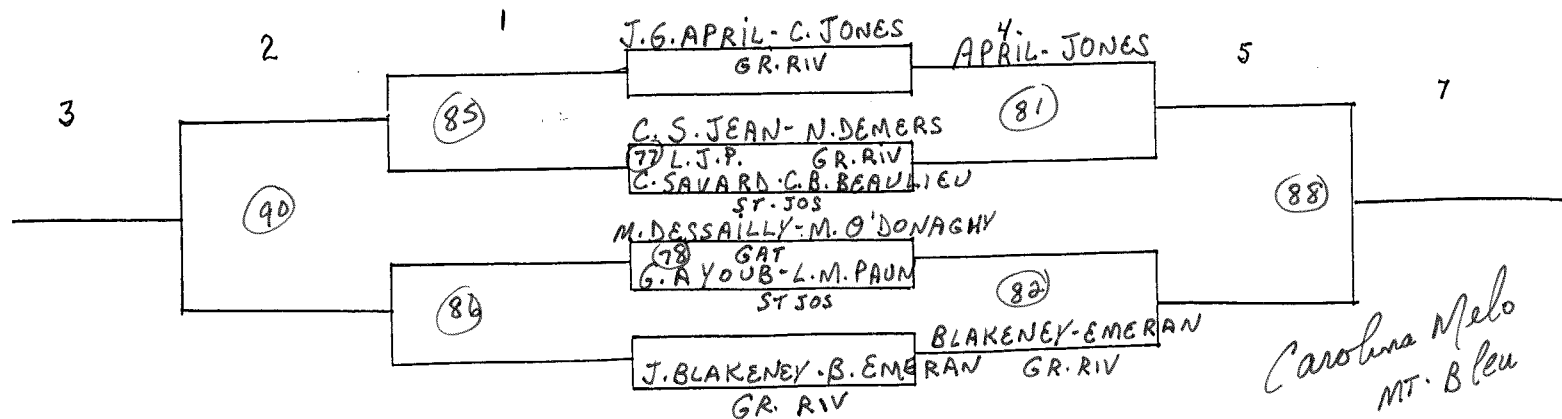 1
J.G. APRIL - C. JONES
4.
2
GR. RIV
APRIL - JONES
5
3
7
85
C. S. JEAN - N. DEMERS
81
77 L.J.P. GR. RIV
C. SAVARD. C.B. BEAULIEU
ST. JOS
90
88
M. DESSAILLY - M. O'DONAGHY
78 GAT
G. AYOUB - L.M. PAUN
ST JOS
86
82
BLAKENEY - EMERAN
J. BLAKENEY. B. EMERAN
GR. RIV
GR. RIV
Carolina Melo
MT. Bleu